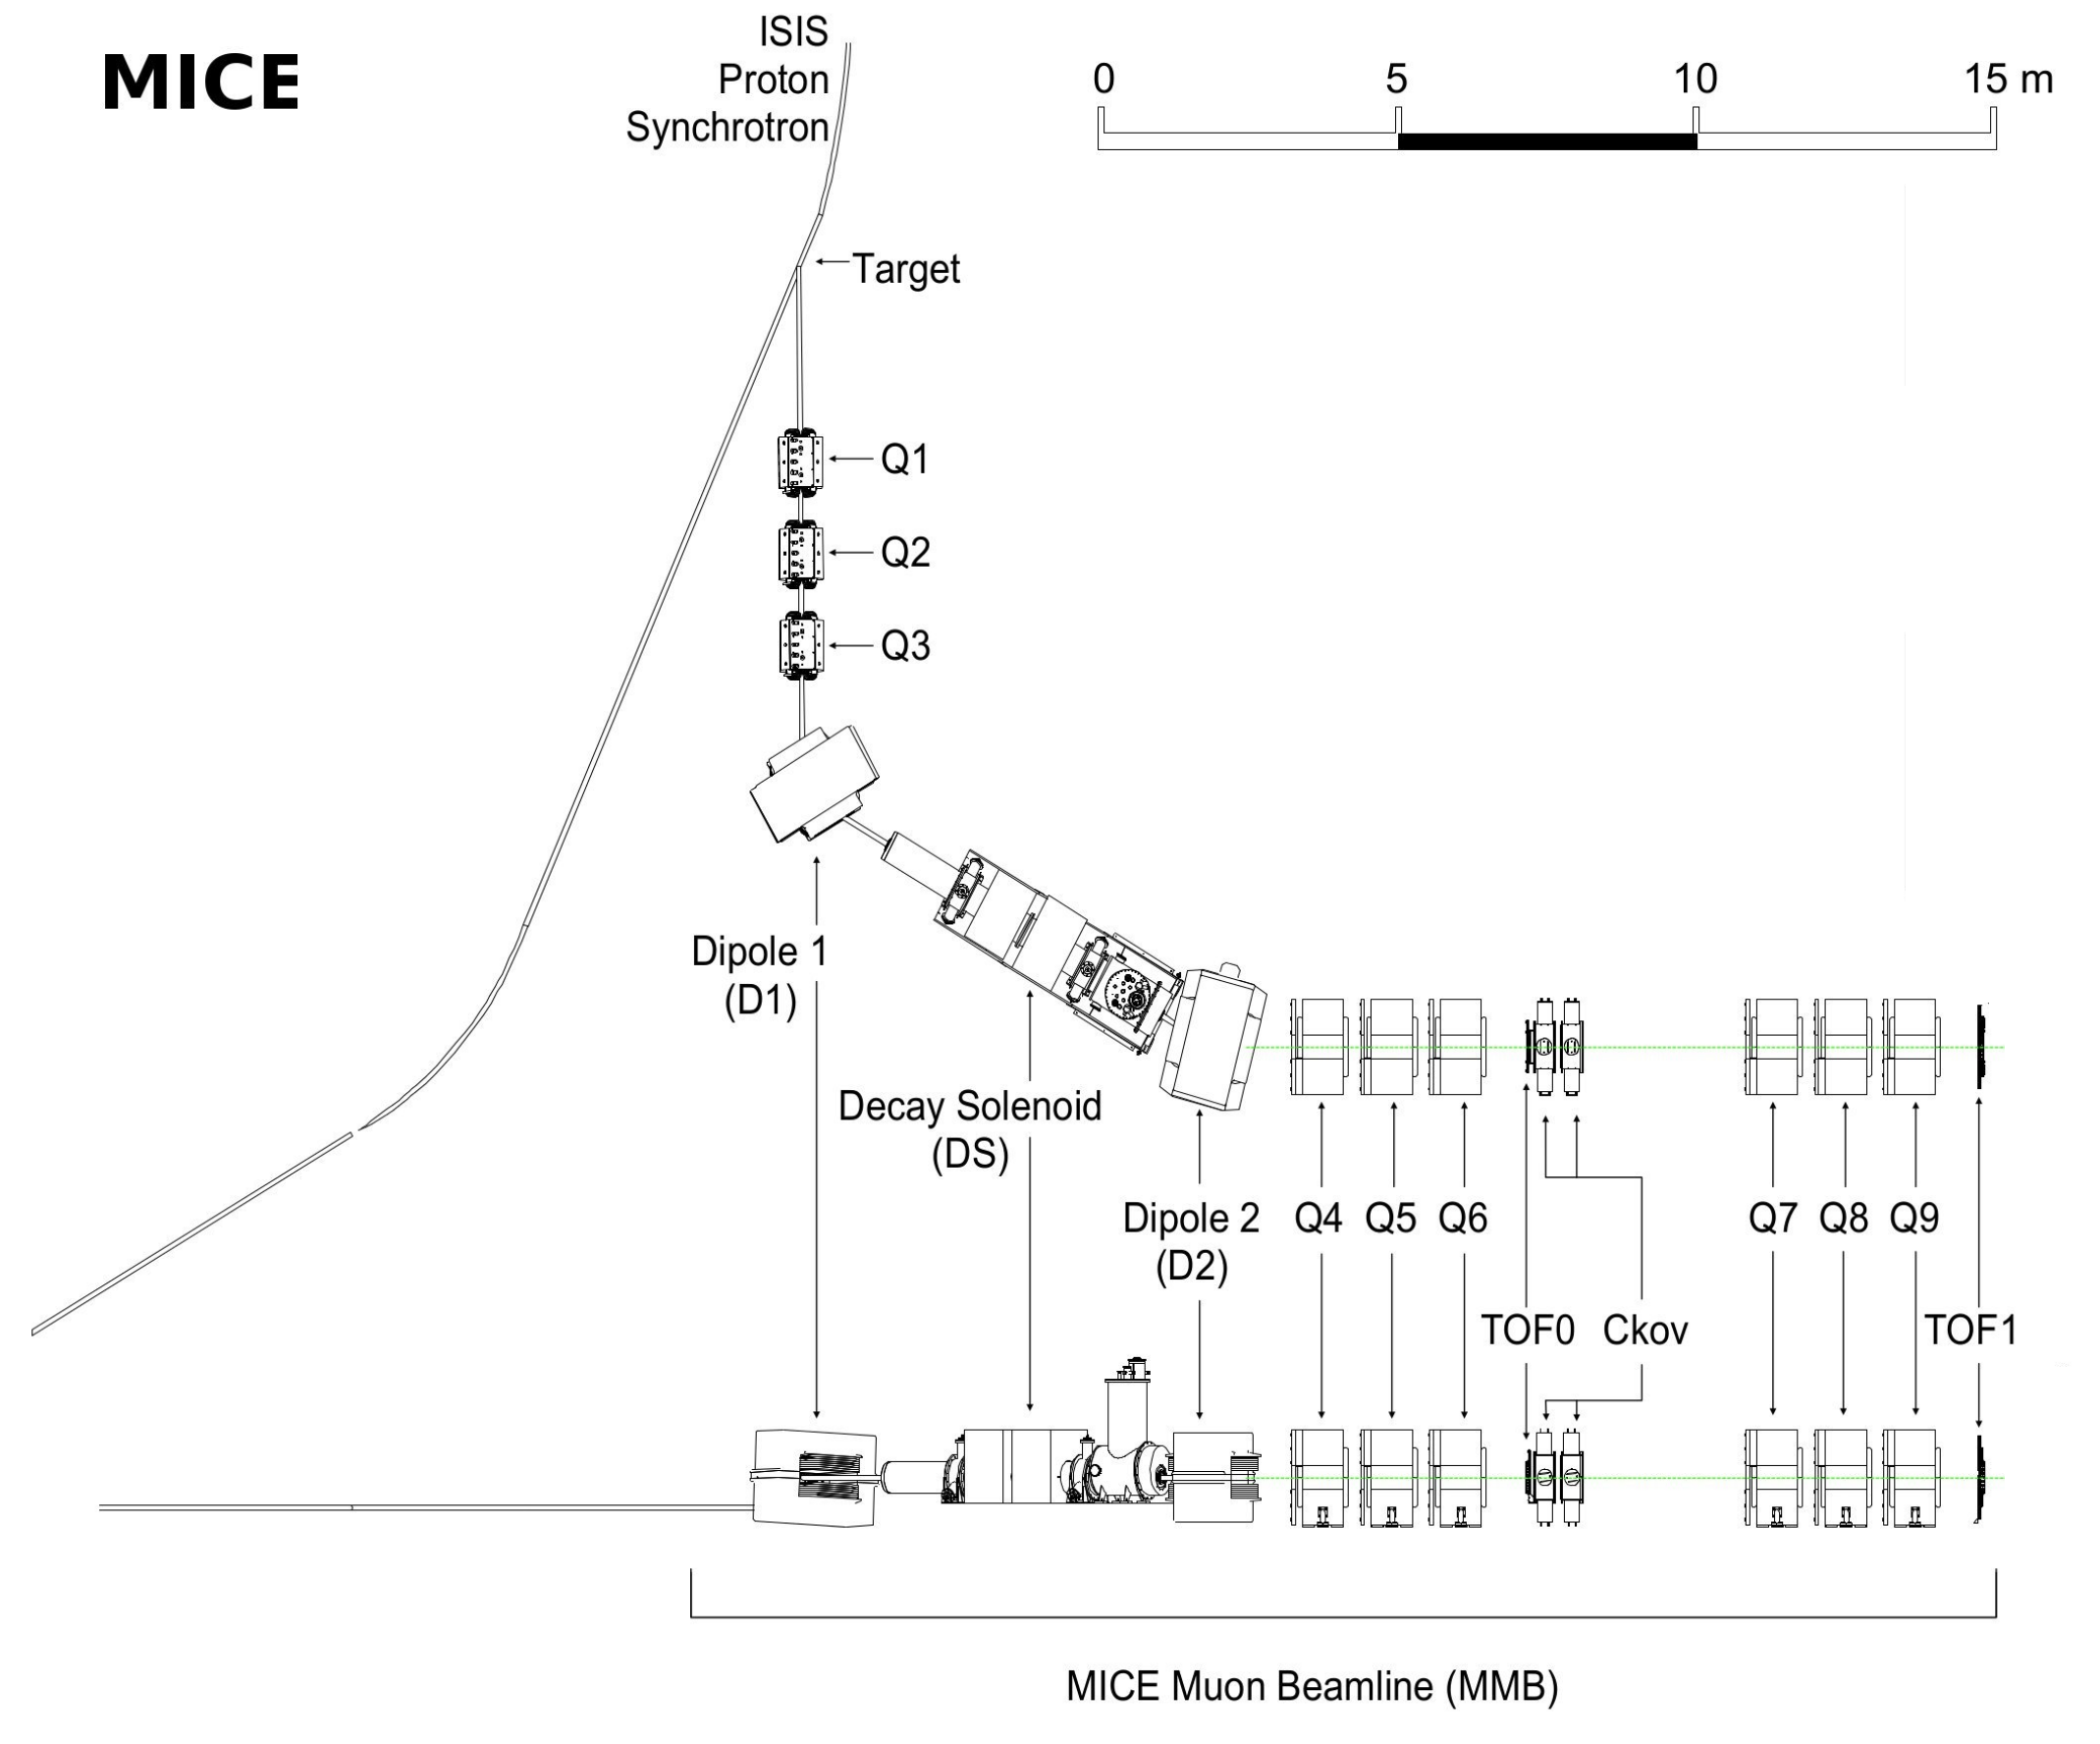 MICE
ISIS
Proton
Synchrotron
0 5 10 15 m
Target
Q1
Q2
Q3
Dipole 1
(D1)
Decay Solenoid
(DS)
Dipole 2
(D2)
Q4 Q5 Q6
Q7 Q8 Q9
TOF0 Ckov TOF1
MICE Muon Beamline (MMB)